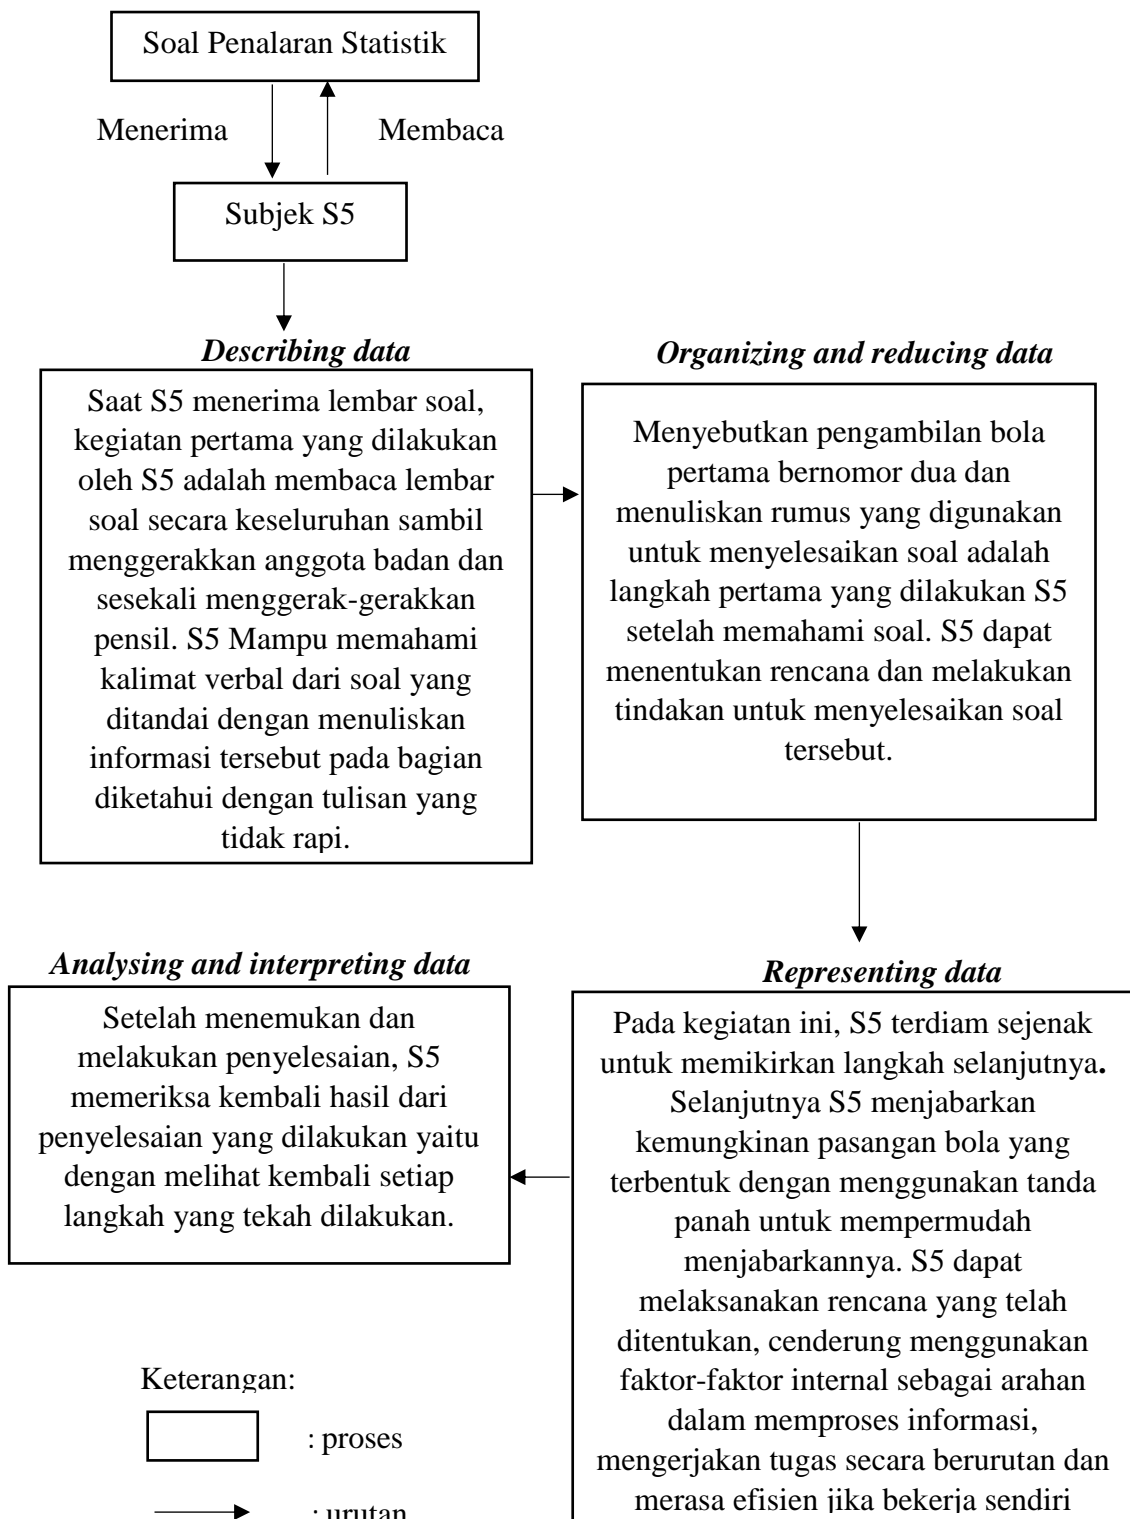 Soal Penalaran Statistik
Menerima
Membaca
Subjek S5
Describing data
Saat S5 menerima lembar soal,
kegiatan pertama yang dilakukan
oleh S5 adalah membaca lembar
soal secara keseluruhan sambil
menggerakkan anggota badan dan
sesekali menggerak-gerakkan
pensil. S5 Mampu memahami
kalimat verbal dari soal yang
ditandai dengan menuliskan
informasi tersebut pada bagian
diketahui dengan tulisan yang
tidak rapi.
Organizing and reducing data
Menyebutkan pengambilan bola
pertama bernomor dua dan
menuliskan rumus yang digunakan
untuk menyelesaikan soal adalah
langkah pertama yang dilakukan S5
setelah memahami soal. S5 dapat
menentukan rencana dan melakukan
tindakan untuk menyelesaikan soal
tersebut.
Representing data
Pada kegiatan ini, S5 terdiam sejenak
untuk memikirkan langkah selanjutnya.
Selanjutnya S5 menjabarkan
kemungkinan pasangan bola yang
terbentuk dengan menggunakan tanda
panah untuk mempermudah
menjabarkannya. S5 dapat
melaksanakan rencana yang telah
ditentukan, cenderung menggunakan
faktor-faktor internal sebagai arahan
dalam memproses informasi,
mengerjakan tugas secara berurutan dan
merasa efisien jika bekerja sendiri
Analysing and interpreting data
Setelah menemukan dan
melakukan penyelesaian, S5
memeriksa kembali hasil dari
penyelesaian yang dilakukan yaitu
dengan melihat kembali setiap
langkah yang tekah dilakukan.
Keterangan:
: proses
: urutan